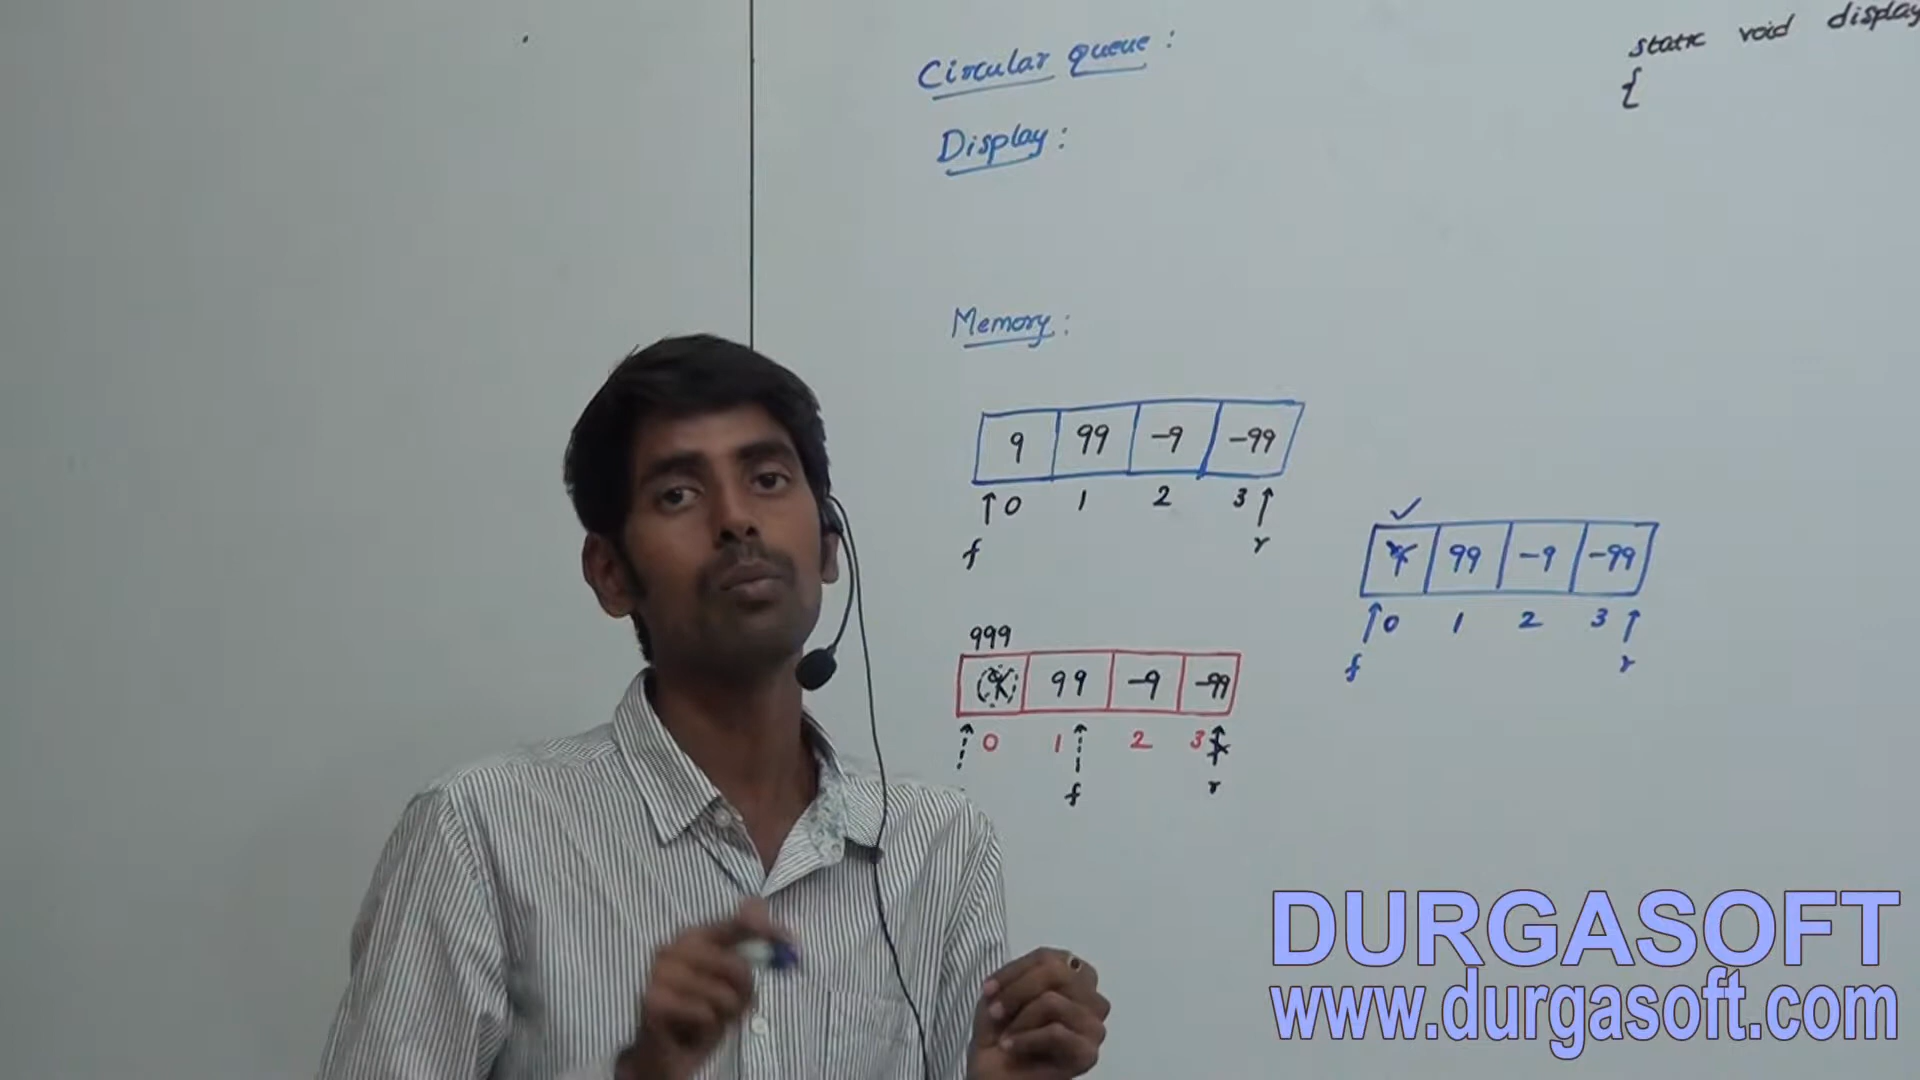 Circular queue :
static void display
{
Display :
Memory :
9 99 -9 -99
0 1 2 3
f r
99 -9 -99
0 1 2 3
f r
999
99 -9 -99
0 1 2 3
f r
DURGASOFT
www.durgasoft.com